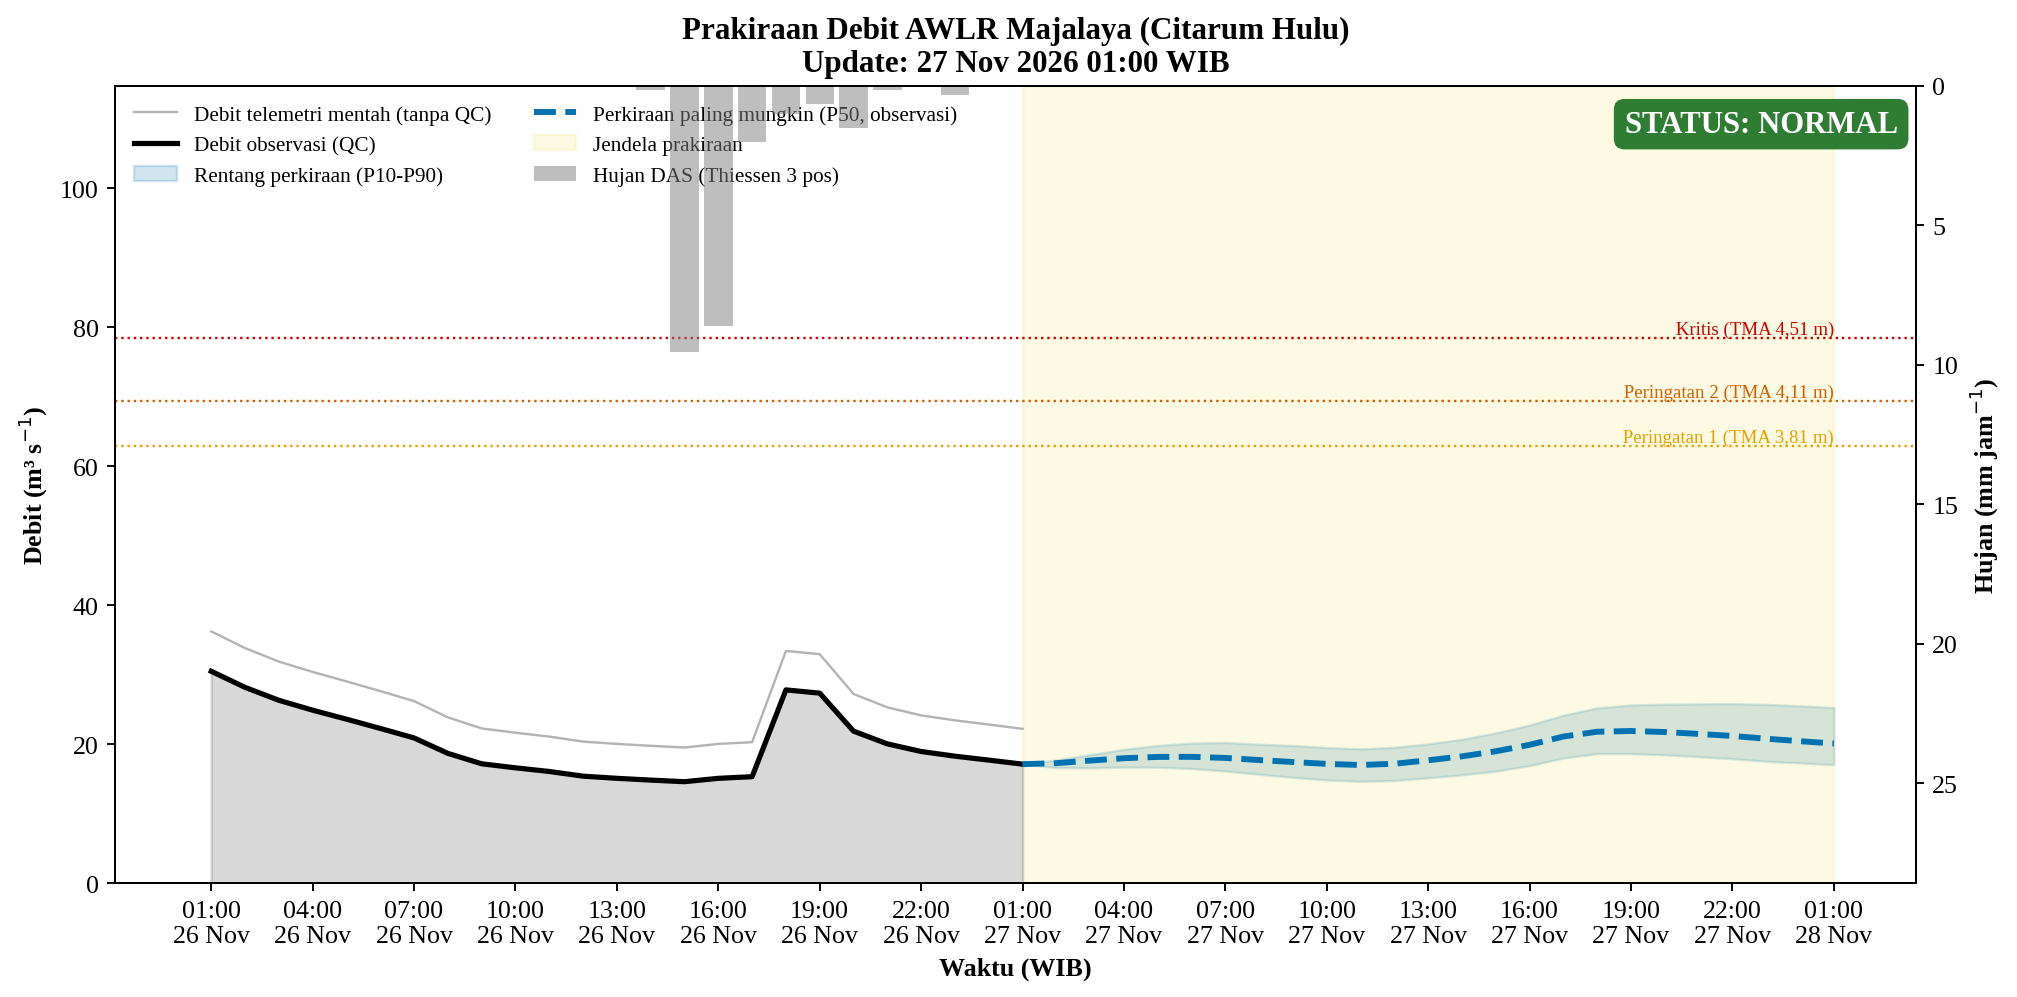 Prakiraan Debit AWLR Majalaya (Citarum Hulu)
Update: 27 Nov 2026 01:00 WIB
Debit telemetri mentah (tanpa QC)
Debit observasi (QC)
Rentang perkiraan (P10-P90)
Perkiraan paling mungkin (P50, observasi)
Jendela prakiraan
Hujan DAS (Thiessen 3 pos)
STATUS: NORMAL
Kritis (TMA 4,51 m)
Peringatan 2 (TMA 4,11 m)
Peringatan 1 (TMA 3,81 m)
Debit (m³ s⁻¹)
100
80
60
40
20
0
Hujan (mm jam⁻¹)
0
5
10
15
20
25
01:00 04:00 07:00 10:00 13:00 16:00 19:00 22:00 01:00 04:00 07:00 10:00 13:00 16:00 19:00 22:00 01:00
26 Nov 26 Nov 26 Nov 26 Nov 26 Nov 26 Nov 26 Nov 26 Nov 27 Nov 27 Nov 27 Nov 27 Nov 27 Nov 27 Nov 27 Nov 27 Nov 28 Nov
Waktu (WIB)